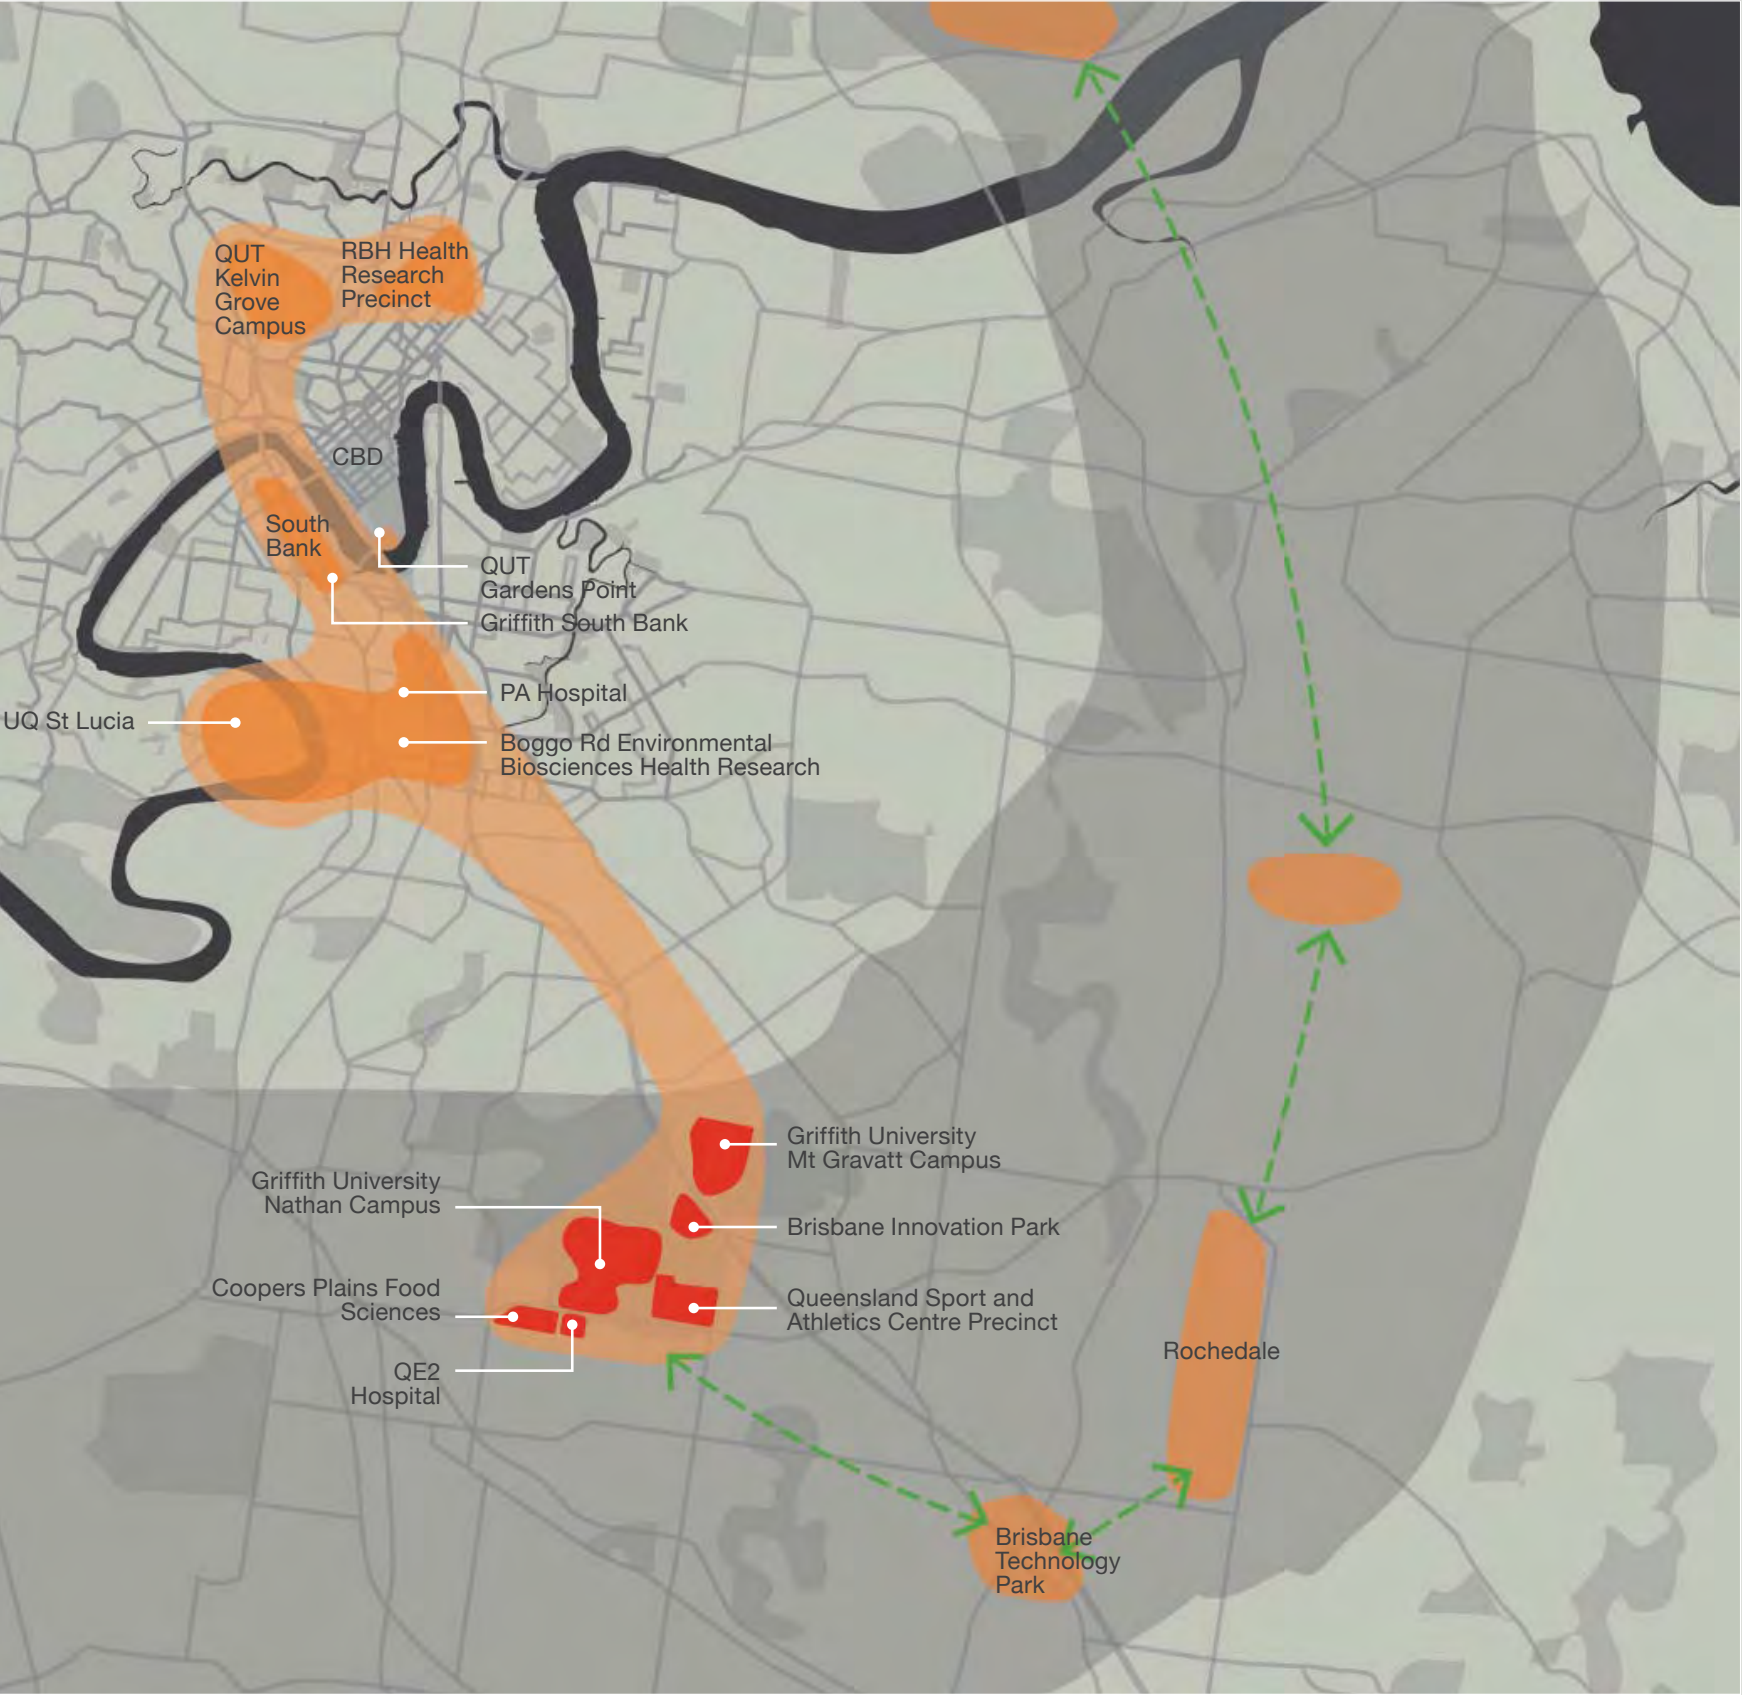 QUT
Kelvin
Grove
Campus
RBH Health
Research
Precinct
CBD
South
Bank
QUT
Gardens Point
Griffith South Bank
PA Hospital
UQ St Lucia
Boggo Rd Environmental
Biosciences Health Research
Griffith University
Mt Gravatt Campus
Griffith University
Nathan Campus
Brisbane Innovation Park
Coopers Plains Food
Sciences
Queensland Sport and
Athletics Centre Precinct
QE2
Hospital
Rochedale
Brisbane
Technology
Park